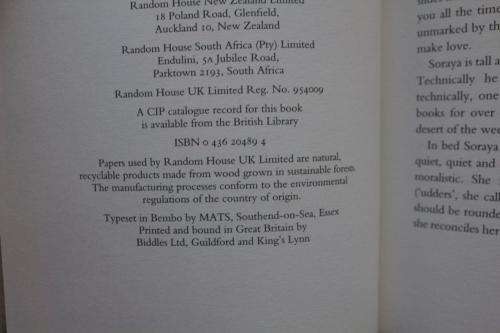 Random House New Zealand Limited
18 Poland Road, Glenfield,
Auckland 10, New Zealand
Random House South Africa (Pty) Limited
Endulini, 5A Jubilee Road,
Parktown 2193, South Africa
Random House UK Limited Reg. No. 954009
A CIP catalogue record for this book
is available from the British Library
ISBN 0 436 20489 4
Papers used by Random House UK Limited are natural,
recyclable products made from wood grown in sustainable forests.
The manufacturing processes conform to the environmental
regulations of the country of origin.
Typeset in Bembo by MATS, Southend-on-Sea, Essex
Printed and bound in Great Britain by
Biddles Ltd, Guildford and King's Lynn
you all the time
unmarked by th
make love.
Soraya is tall a
Technically he
technically, one
books for over
desert of the wee
In bed Soraya
quiet, quiet and
moralistic. She
('udders', she call
should be rounde
she reconciles her